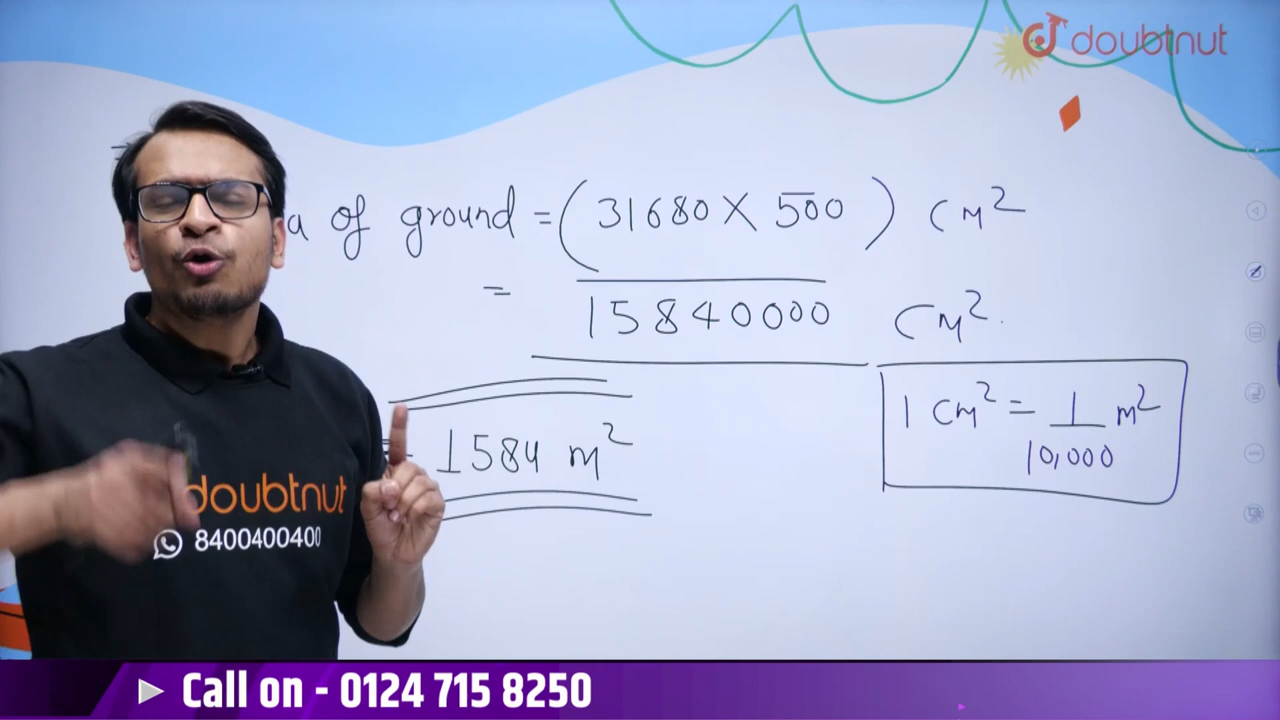 doubtnut
a of ground = (31680 × 500) cm²
= 15840000 cm².
1 cm² = 1/10,000 m²
= 1584 m²
doubtnut
8400400400
Call on - 0124 715 8250